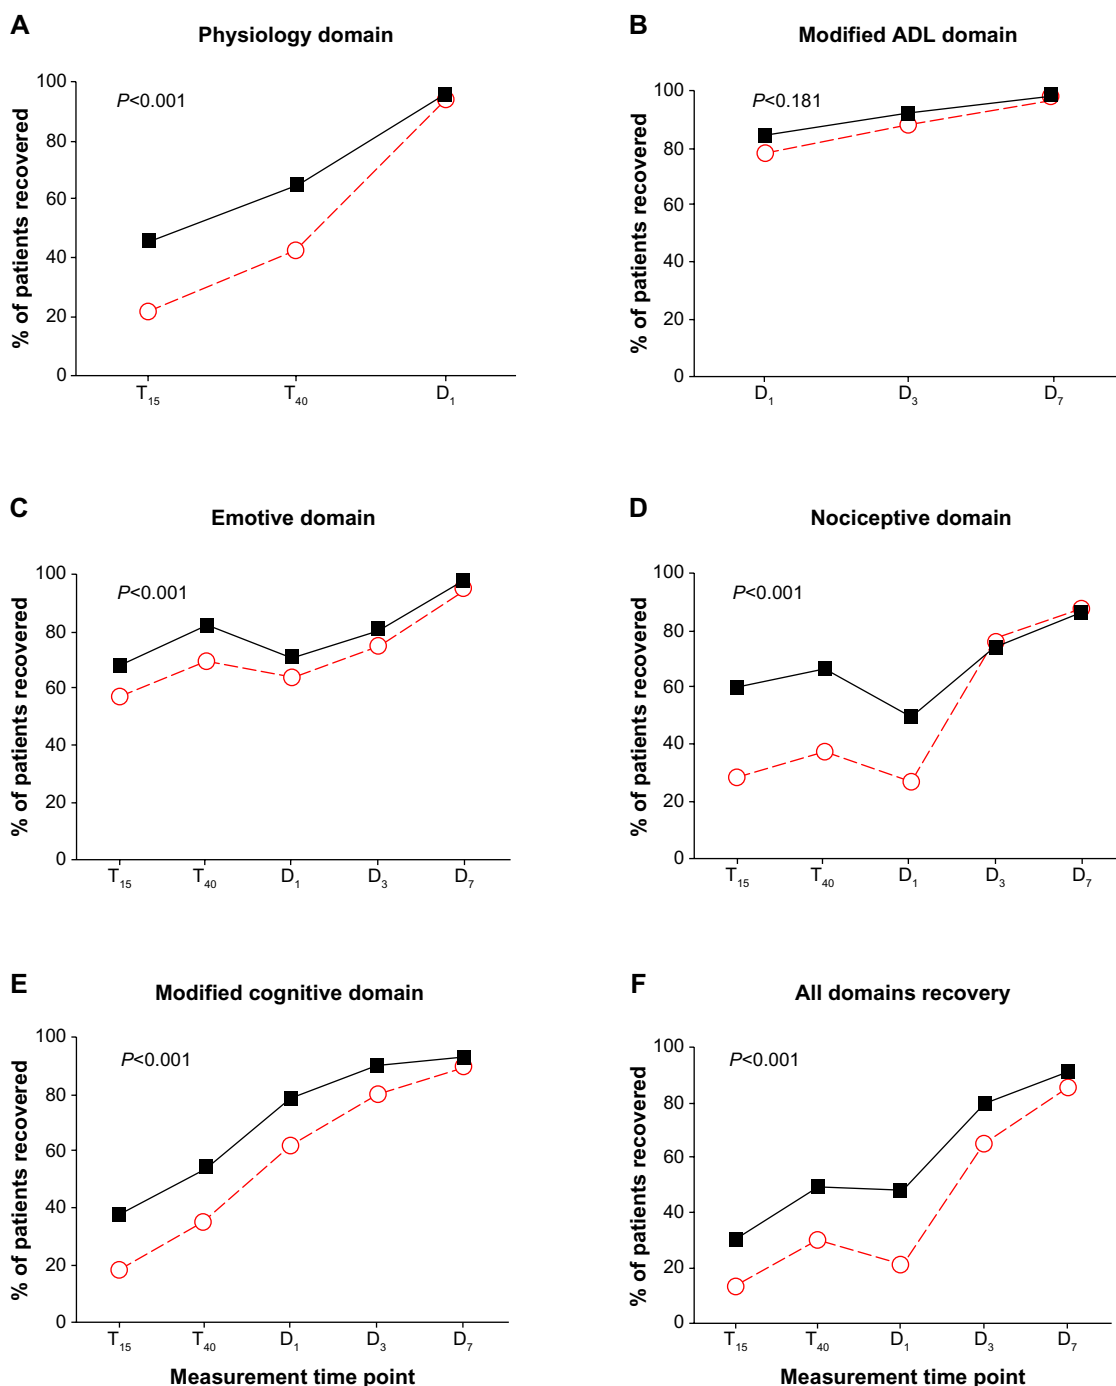 A
Physiology domain
P<0.001
% of patients recovered
100
80
60
40
20
0
T15
T40
D1
B
Modified ADL domain
P<0.181
% of patients recovered
100
80
60
40
20
0
D1
D3
D7
C
Emotive domain
P<0.001
% of patients recovered
100
80
60
40
20
0
T15
T40
D1
D3
D7
D
Nociceptive domain
P<0.001
% of patients recovered
100
80
60
40
20
0
T15
T40
D1
D3
D7
E
Modified cognitive domain
P<0.001
% of patients recovered
100
80
60
40
20
0
T15
T40
D1
D3
D7
Measurement time point
F
All domains recovery
P<0.001
% of patients recovered
100
80
60
40
20
0
T15
T40
D1
D3
D7
Measurement time point